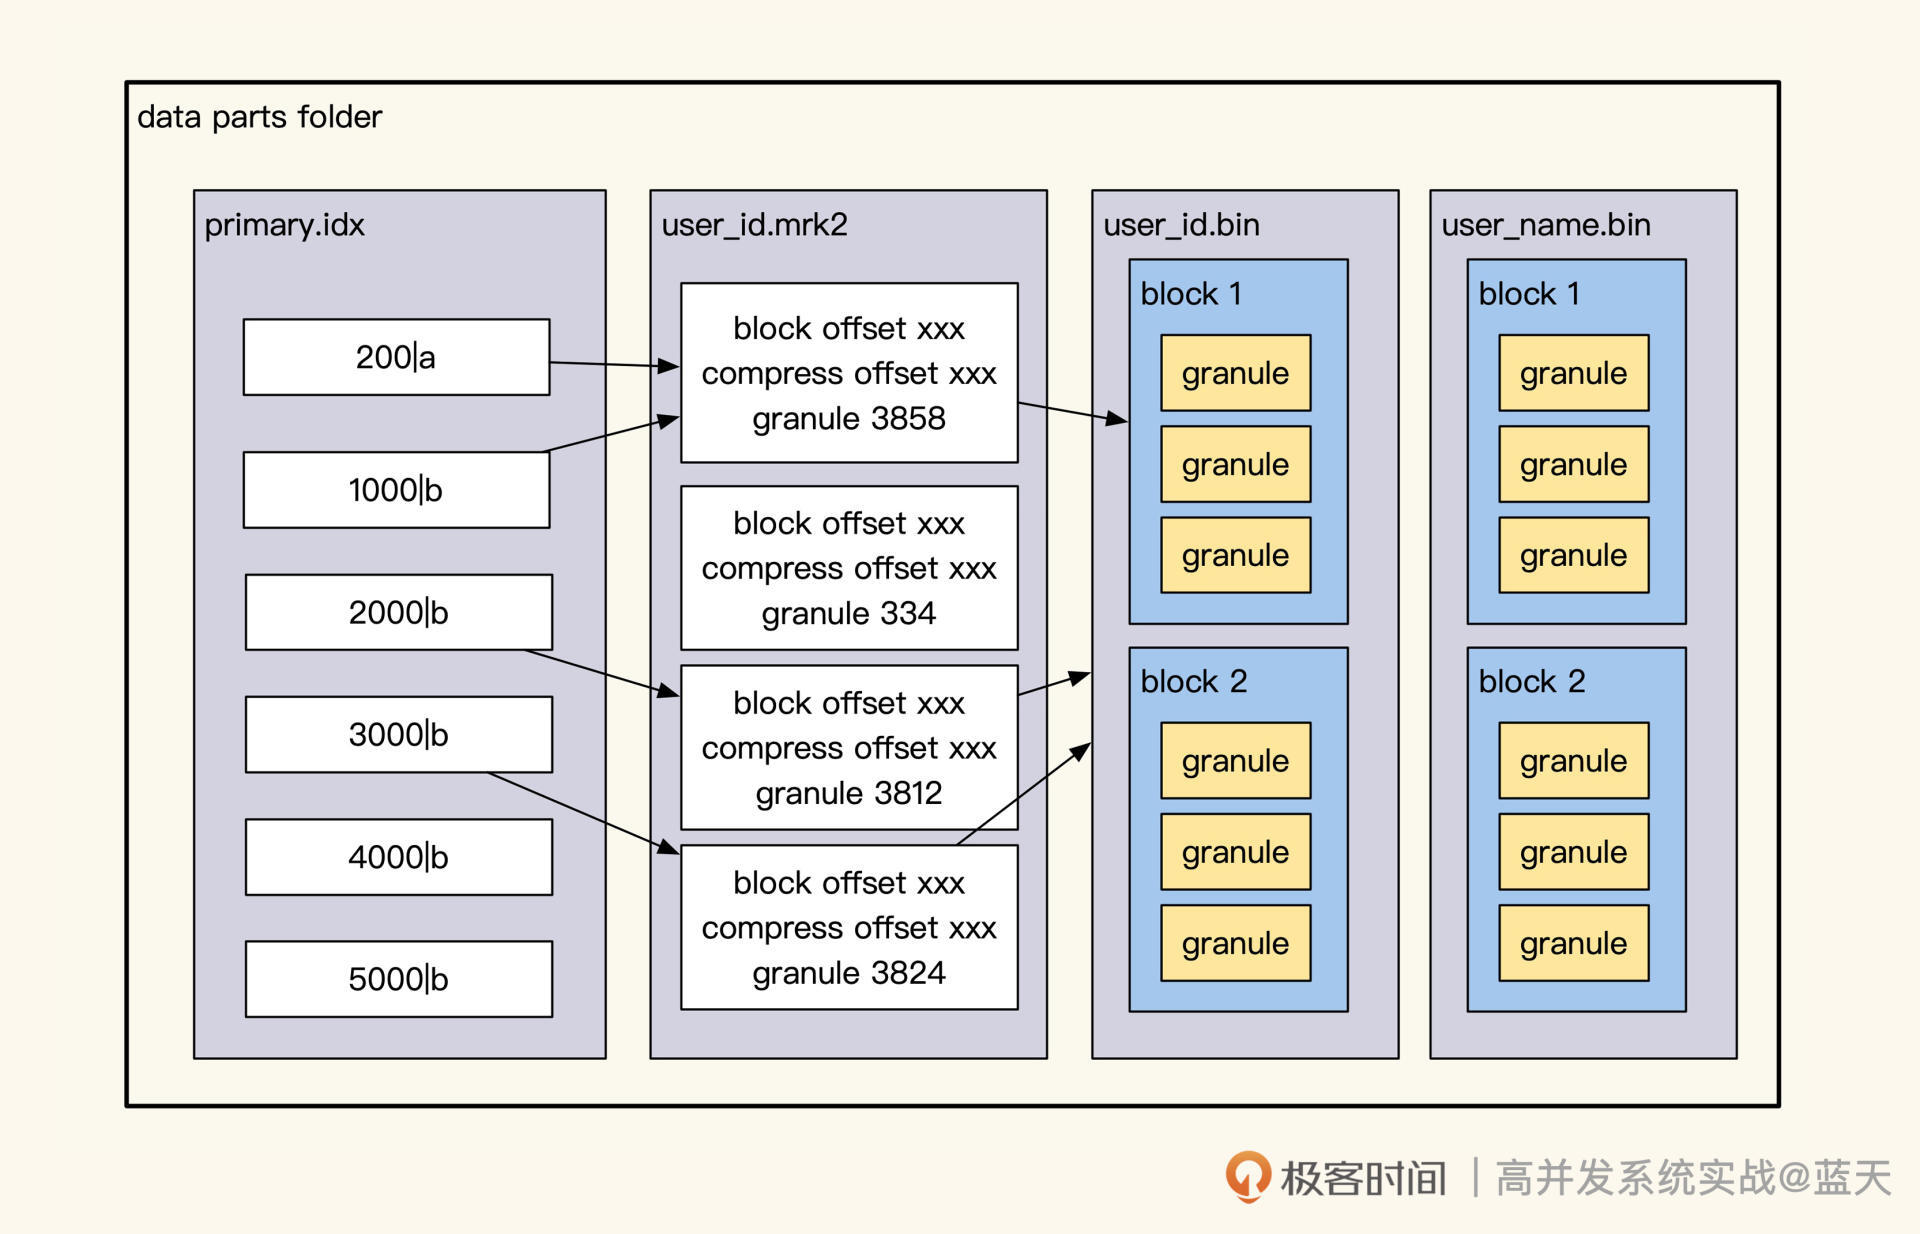 data parts folder
primary.idx
200|a
1000|b
2000|b
3000|b
4000|b
5000|b
user_id.mrk2
block offset xxx
compress offset xxx
granule 3858
block offset xxx
compress offset xxx
granule 334
block offset xxx
compress offset xxx
granule 3812
block offset xxx
compress offset xxx
granule 3824
user_id.bin
block 1
granule
granule
granule
block 2
granule
granule
granule
user_name.bin
block 1
granule
granule
granule
block 2
granule
granule
granule
极客时间 | 高并发系统实战@蓝天